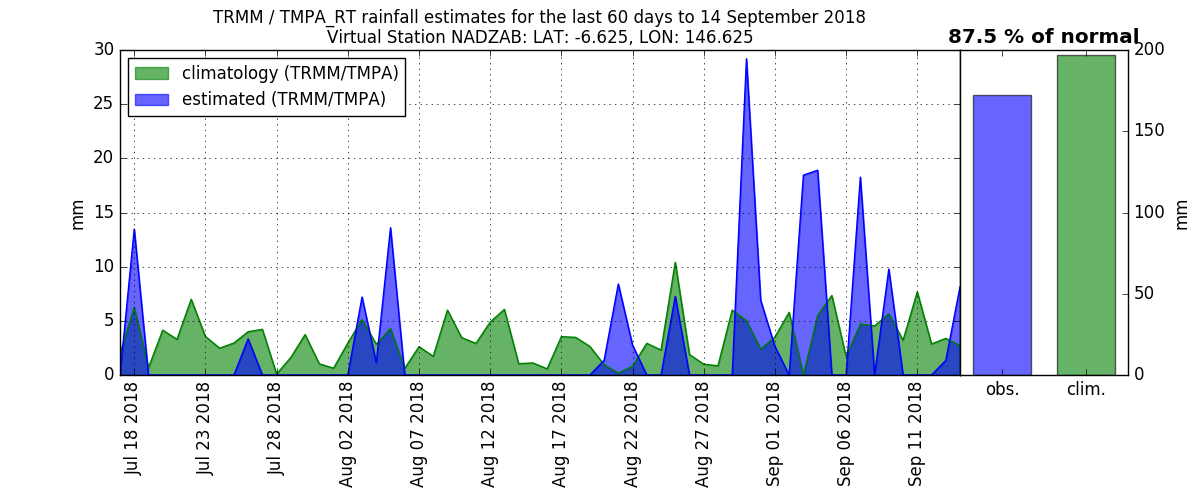 TRMM / TMPA_RT rainfall estimates for the last 60 days to 14 September 2018
Virtual Station NADZAB: LAT: -6.625, LON: 146.625
87.5 % of normal
climatology (TRMM/TMPA)
estimated (TRMM/TMPA)
30
25
20
15
10
5
0
mm
200
150
100
50
0
mm
Jul 18 2018
Jul 23 2018
Jul 28 2018
Aug 02 2018
Aug 07 2018
Aug 12 2018
Aug 17 2018
Aug 22 2018
Aug 27 2018
Sep 01 2018
Sep 06 2018
Sep 11 2018
obs.
clim.